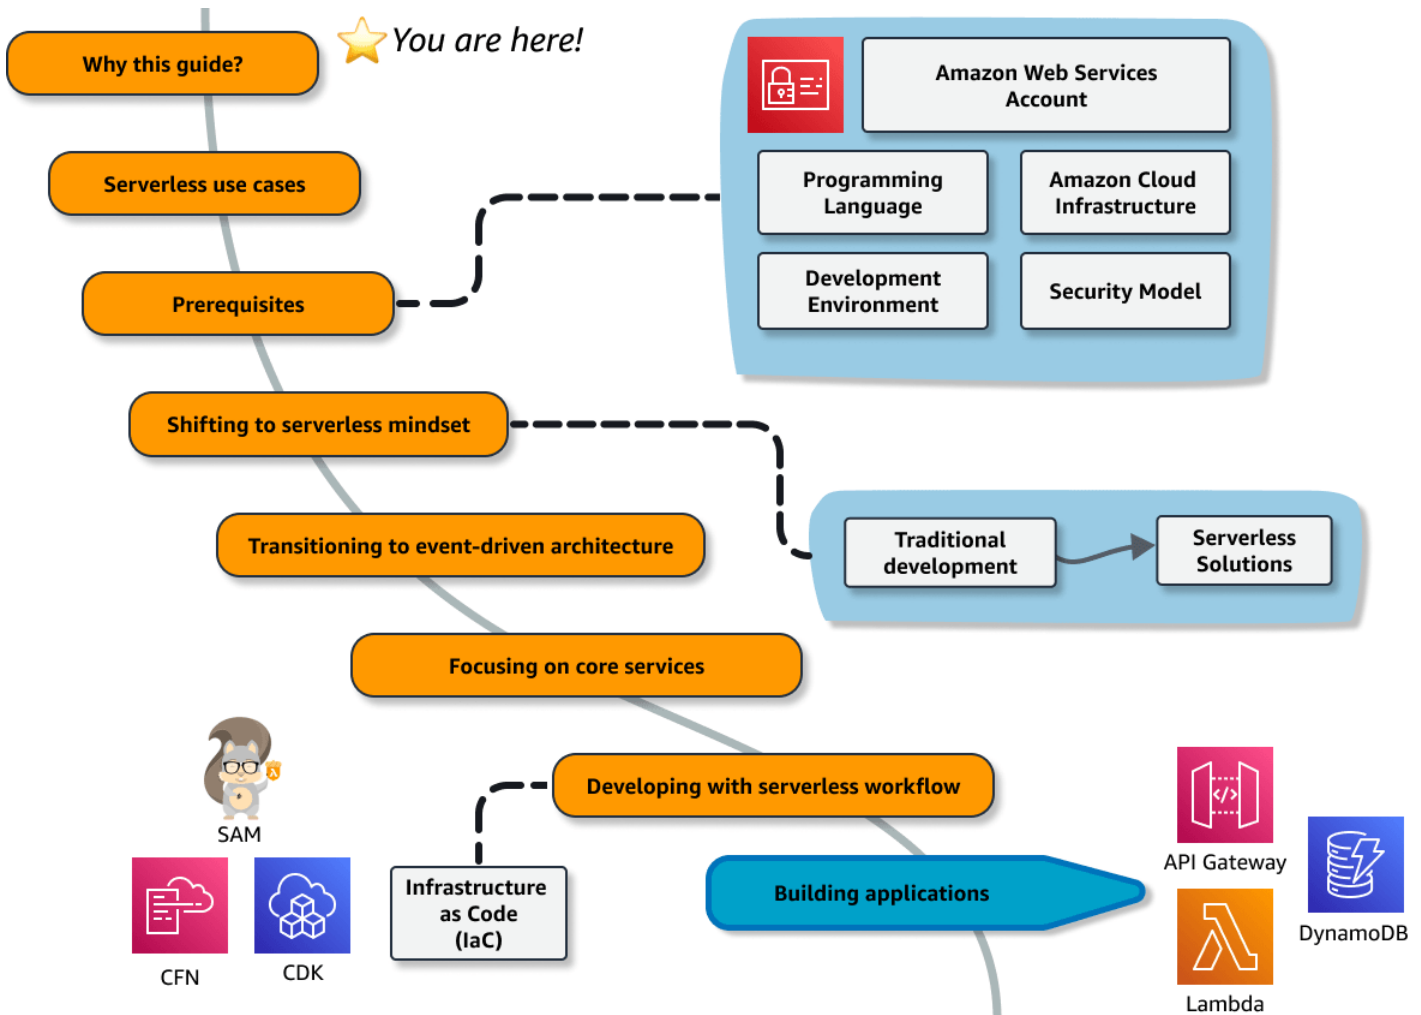 Why this guide?
You are here!
Amazon Web Services
Account
Serverless use cases
Programming
Language
Amazon Cloud
Infrastructure
Prerequisites
Development
Environment
Security Model
Shifting to serverless mindset
Transitioning to event-driven architecture
Traditional
development
Serverless
Solutions
Focusing on core services
Developing with serverless workflow
SAM
CFN
CDK
Infrastructure
as Code
(IaC)
Building applications
API Gateway
DynamoDB
Lambda